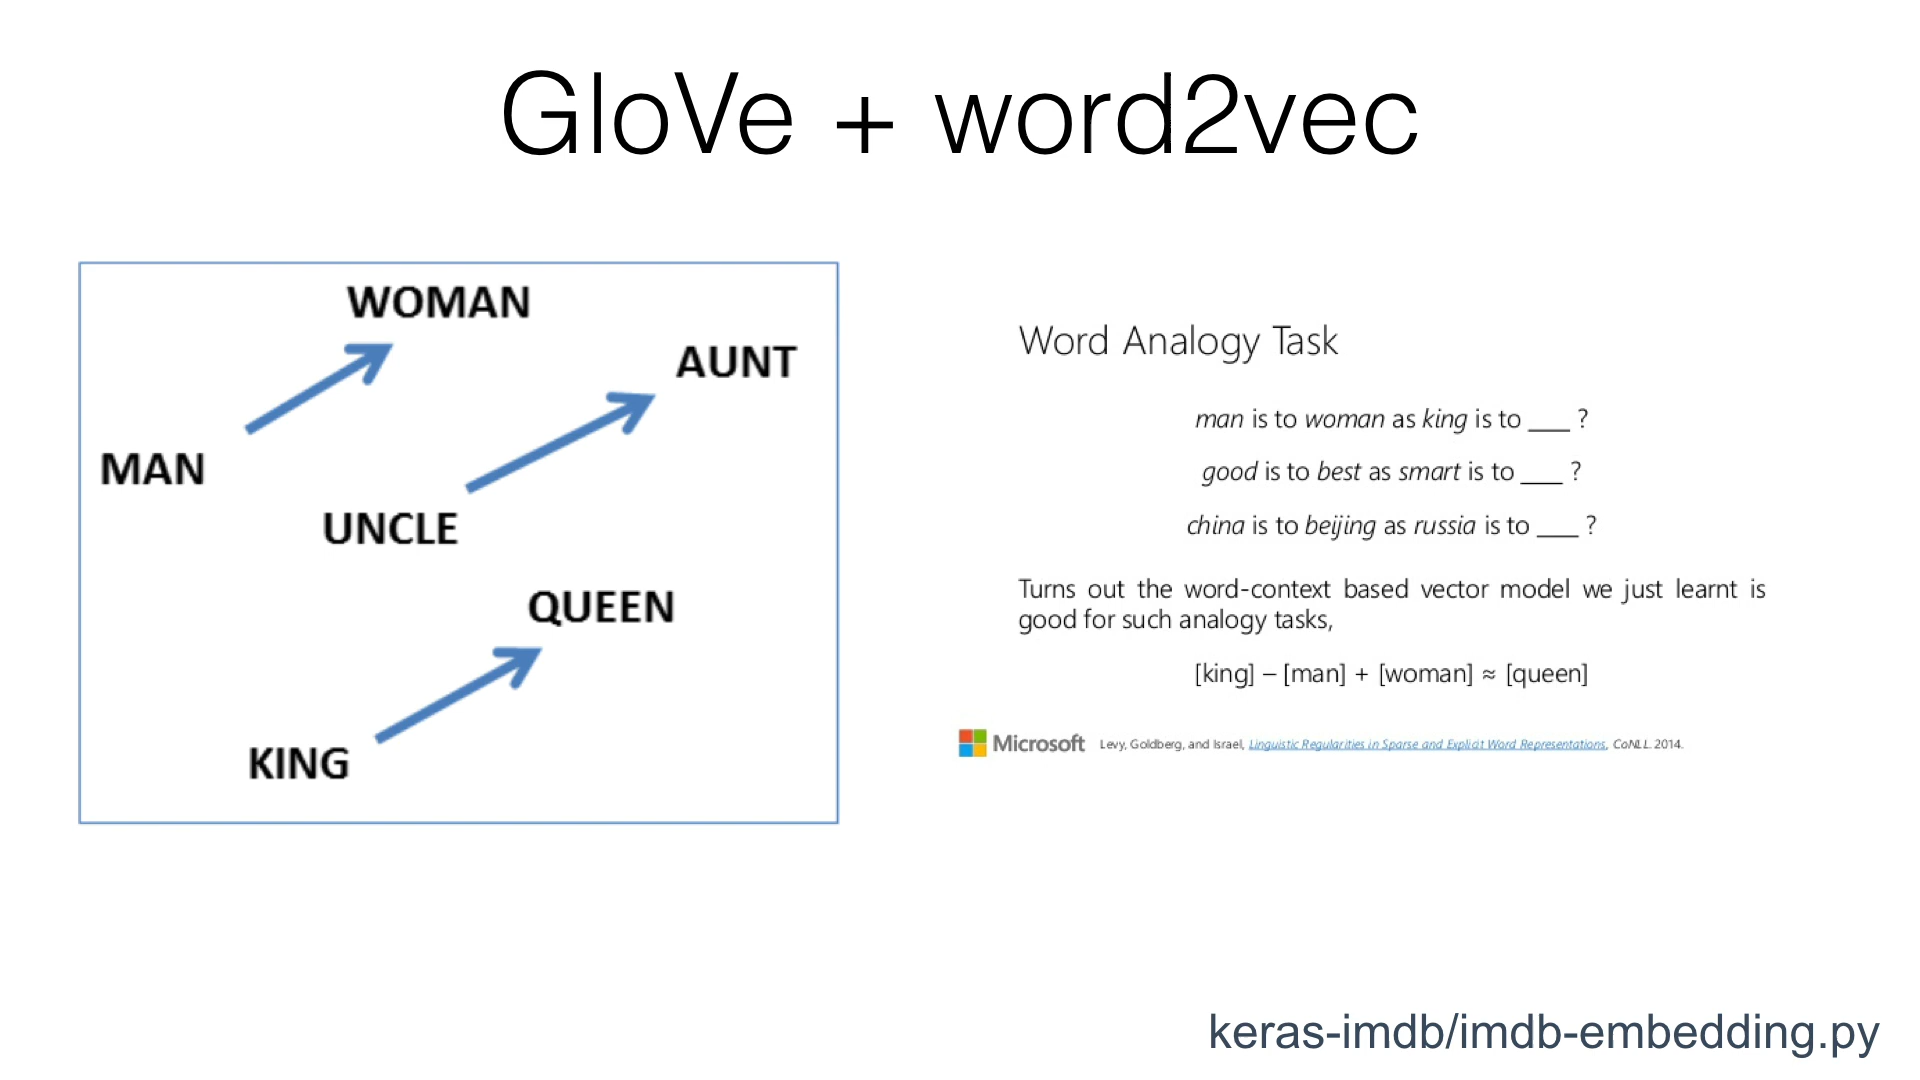 GloVe + word2vec
WOMAN
AUNT
MAN
UNCLE
QUEEN
KING
Word Analogy Task
man is to woman as king is to ___ ?
good is to best as smart is to ___ ?
china is to beijing as russia is to ___ ?
Turns out the word-context based vector model we just learnt is
good for such analogy tasks,
[king] – [man] + [woman] ≈ [queen]
Microsoft Levy, Goldberg, and Israel, Linguistic Regularities in Sparse and Explicit Word Representations, CoNLL 2014.
keras-imdb/imdb-embedding.py